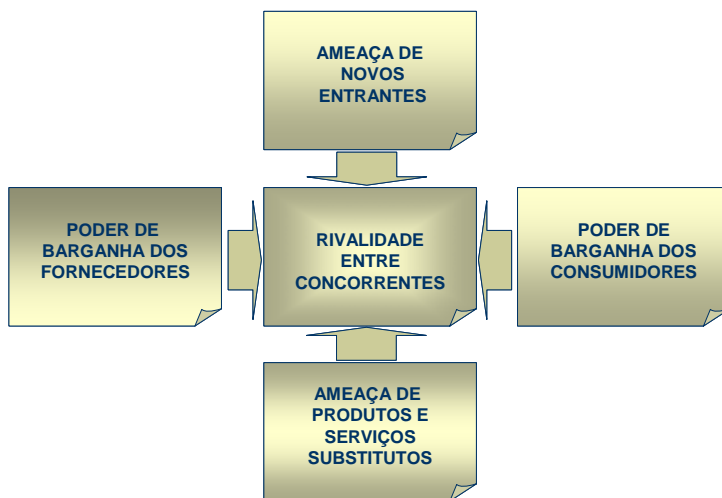 AMEAÇA DE
NOVOS
ENTRANTES
PODER DE
BARGANHA DOS
FORNECEDORES
RIVALIDADE
ENTRE
CONCORRENTES
PODER DE
BARGANHA DOS
CONSUMIDORES
AMEAÇA DE
PRODUTOS E
SERVIÇOS
SUBSTITUTOS